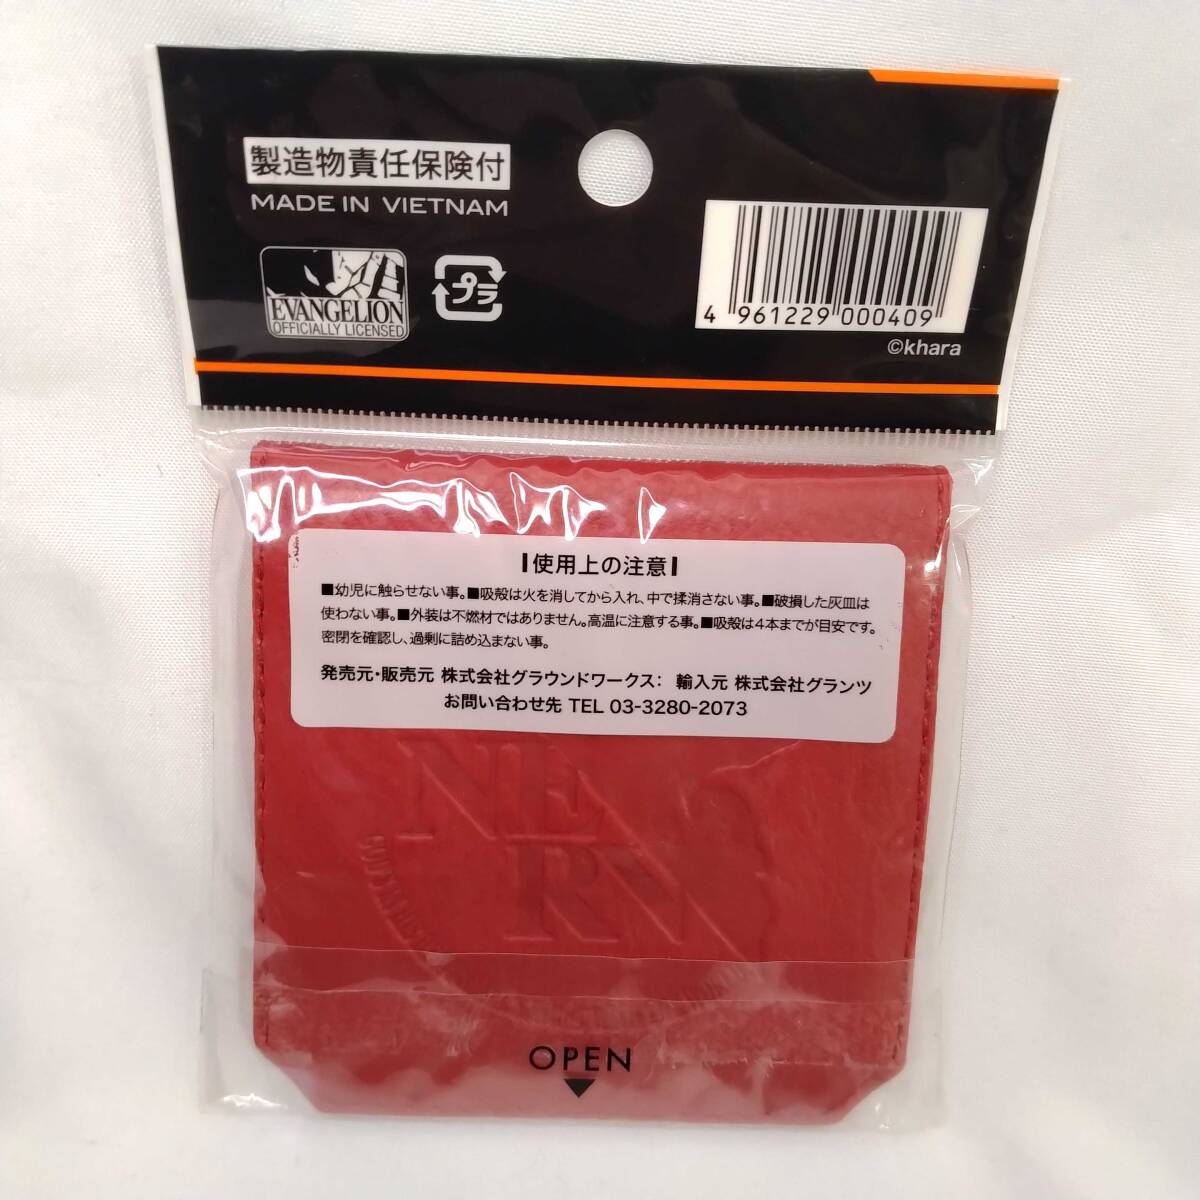 製造物責任保険付
MADE IN VIETNAM
EVANGELION
OFFICIALLY LICENSED
プラ
4 961229 000409
©khara
使用上の注意
■幼児に触らせない事。■吸殻は火を消してから入れ、中で揉消さない事。■破損した灰皿は
使わない事。■外装は不燃材ではありません。高温に注意する事。■吸殻は4本までが目安です。
密閉を確認し、過剰に詰め込まない事。
発売元・販売元 株式会社グラウンドワークス： 輸入元 株式会社グランツ
お問い合わせ先 TEL 03-3280-2073
NERV
OPEN